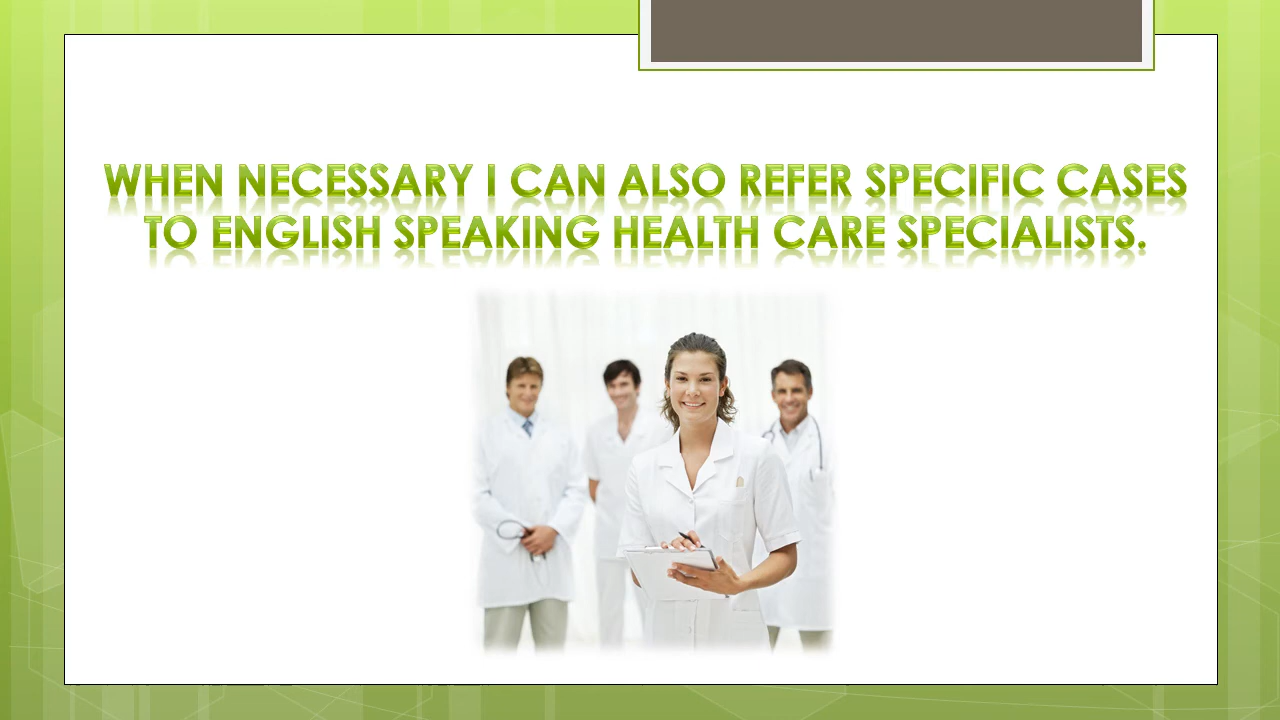 WHEN NECESSARY I CAN ALSO REFER SPECIFIC CASES
TO ENGLISH SPEAKING HEALTH CARE SPECIALISTS.